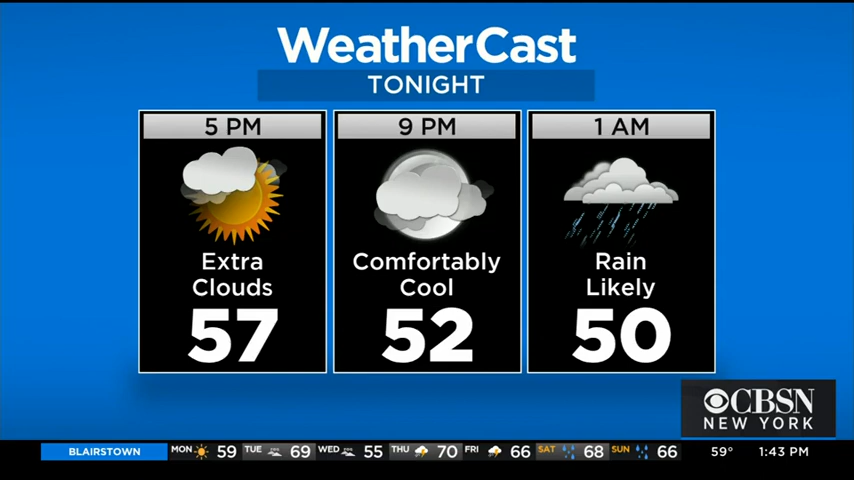 WeatherCast
TONIGHT
5 PM
Extra
Clouds
57
9 PM
Comfortably
Cool
52
1 AM
Rain
Likely
50
CBSN
NEW YORK
BLAIRSTOWN MON 59 TUE 69 WED 55 THU 70 FRI 66 SAT 68 SUN 66 59° 1:43 PM